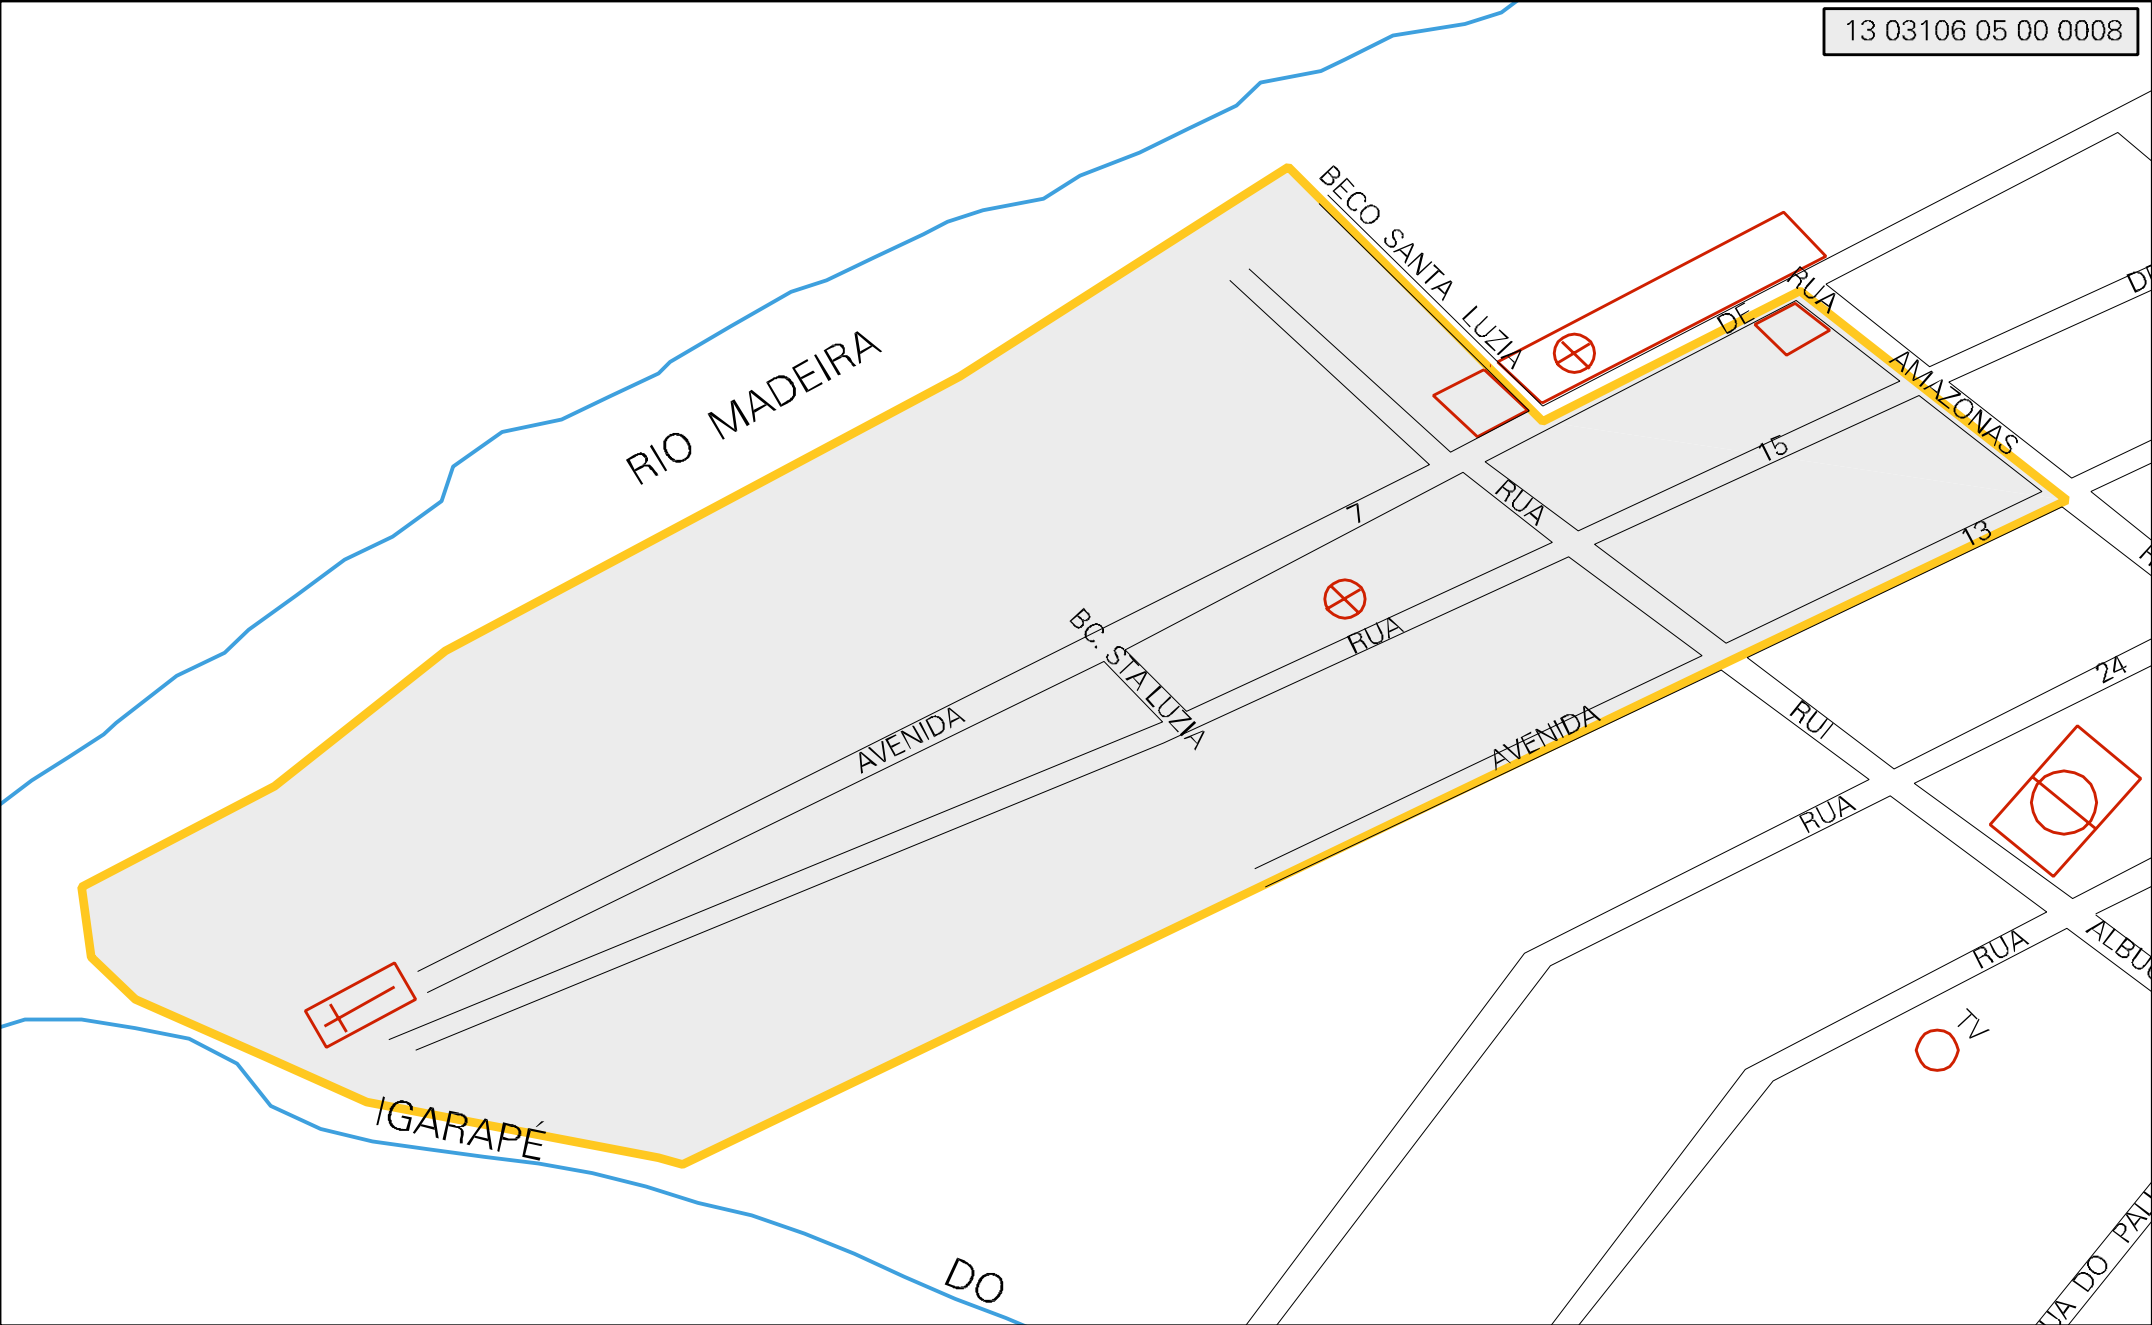 13 03106 05 00 0008
BECO SANTA LUZIA
RUA
AMAZONAS
DE
RIO MADEIRA
15
RUA
7
13
BC. STA LUZIA
RUA
24
AVENIDA
AVENIDA
RUI
RUA
RUA
TV
IGARAPÉ
DO
DO